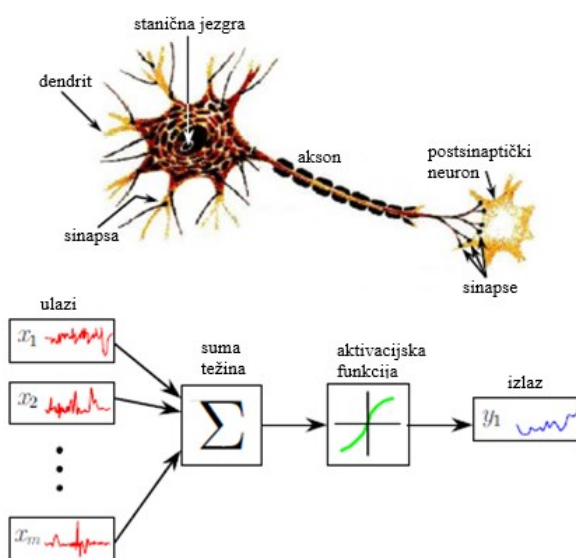 stanična jezgra
dendrit
akson
postsinaptički
neuron
sinapsa
sinapse
ulazi
x1
suma
težina
aktivacijska
funkcija
izlaz
x2
Σ
y1
xm